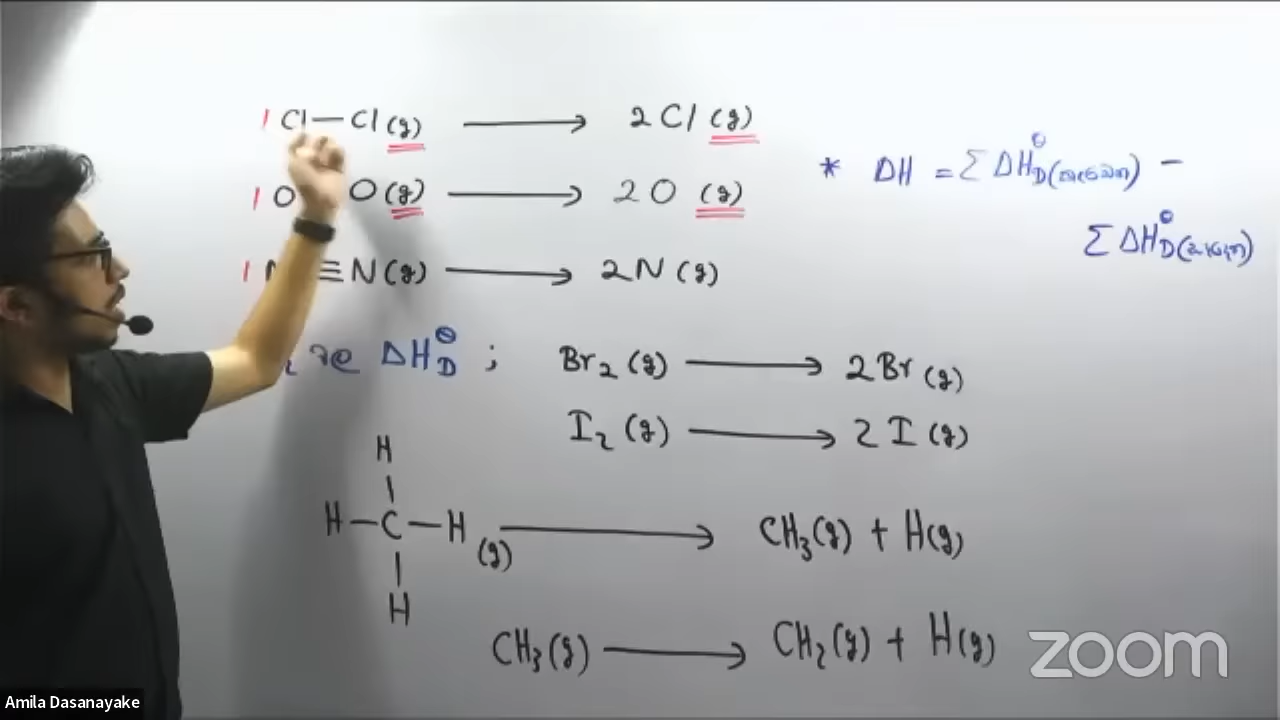 1 Cl—Cl(g) ⟶ 2Cl(g)
1 O O(g) ⟶ 2O (g)
1 N≡N(g) ⟶ 2N(g)
* ΔH = ΣΔH°D( ) −
ΣΔH°D( )
ΔH°D ; Br₂(g) ⟶ 2Br(g)
I₂(g) ⟶ 2I(g)
H
|
H—C—H (g) ⟶ CH₃(g) + H(g)
|
H
CH₃(g) ⟶ CH₂(g) + H(g)
zoom
Amila Dasanayake